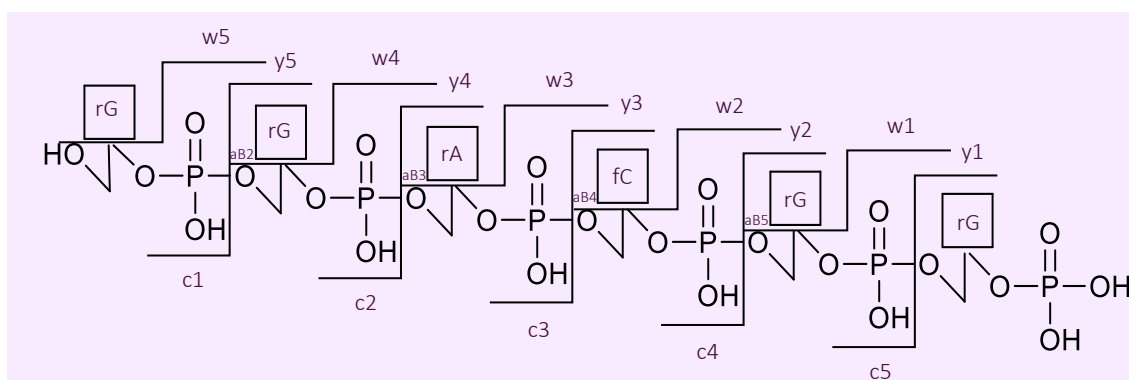 w5
y5
w4
y4
w3
y3
w2
y2
w1
y1
rG
rG
rA
fC
rG
rG
aB2
aB3
aB4
aB5
HO
O
P
O
OH
O
O
P
O
OH
O
O
P
O
OH
O
O
P
O
OH
O
O
P
O
OH
O
O
P
O
OH
OH
c1
c2
c3
c4
c5